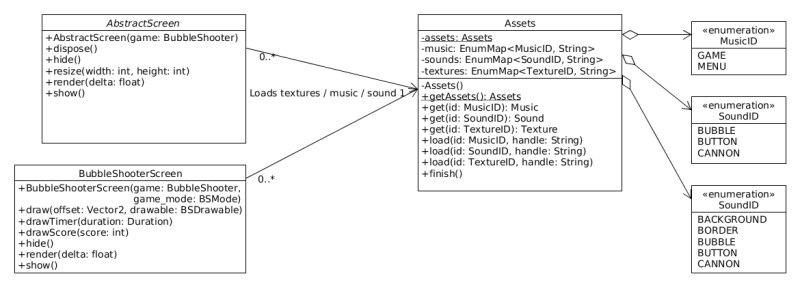 AbstractScreen
+AbstractScreen(game: BubbleShooter)
+dispose()
+hide()
+resize(width: int, height: int)
+render(delta: float)
+show()
0..*
Loads textures / music / sound 1
BubbleShooterScreen
+BubbleShooterScreen(game: BubbleShooter,
game_mode: BSMode)
+draw(offset: Vector2, drawable: BSDrawable)
+drawTimer(duration: Duration)
+drawScore(score: int)
+hide()
+render(delta: float)
+show()
0..*
Assets
-assets: Assets
-music: EnumMap<MusicID, String>
-sounds: EnumMap<SoundID, String>
-textures: EnumMap<TextureID, String>
-Assets()
+getAssets(): Assets
+get(id: MusicID): Music
+get(id: SoundID): Sound
+get(id: TextureID): Texture
+load(id: MusicID, handle: String)
+load(id: SoundID, handle: String)
+load(id: TextureID, handle: String)
+finish()
«enumeration»
MusicID
GAME
MENU
«enumeration»
SoundID
BUBBLE
BUTTON
CANNON
«enumeration»
SoundID
BACKGROUND
BORDER
BUBBLE
BUTTON
CANNON